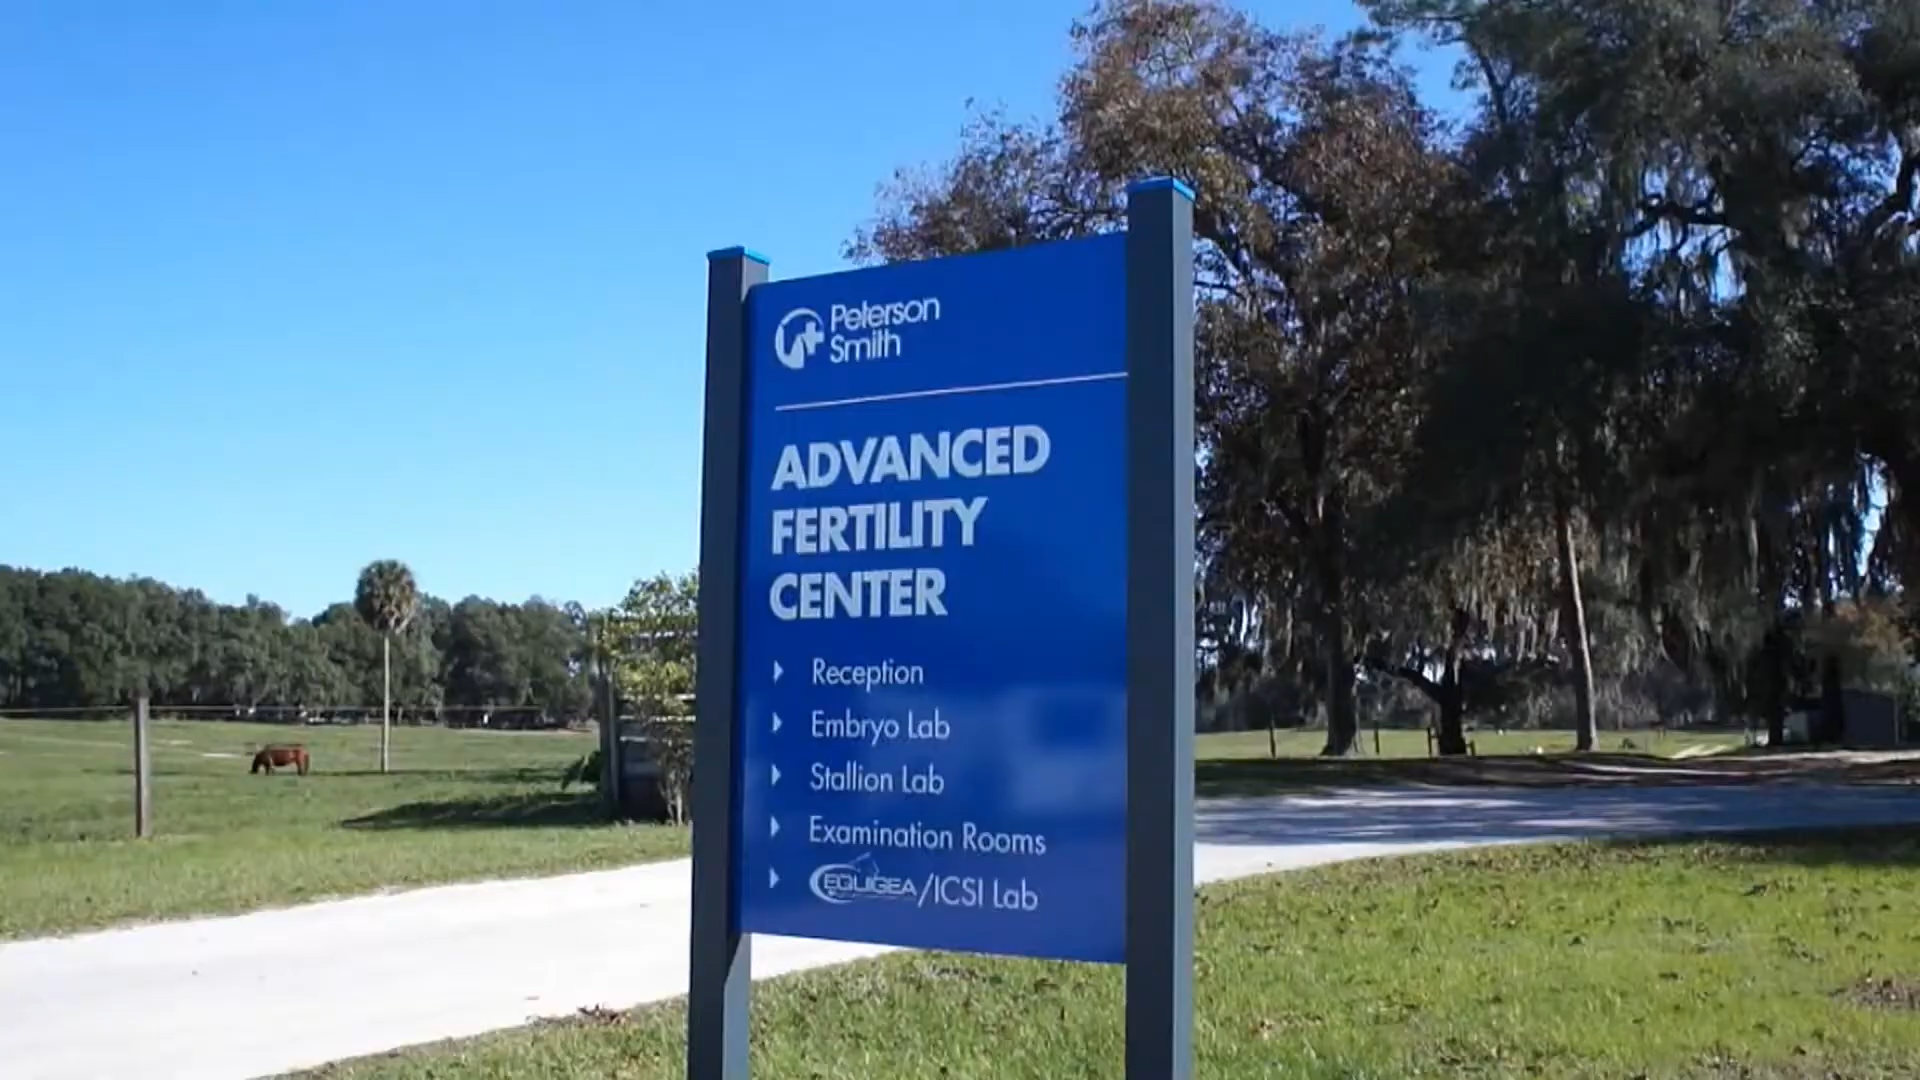 Peterson
Smith
ADVANCED
FERTILITY
CENTER
Reception
Embryo Lab
Stallion Lab
Examination Rooms
EQUIGEA/ICSI Lab